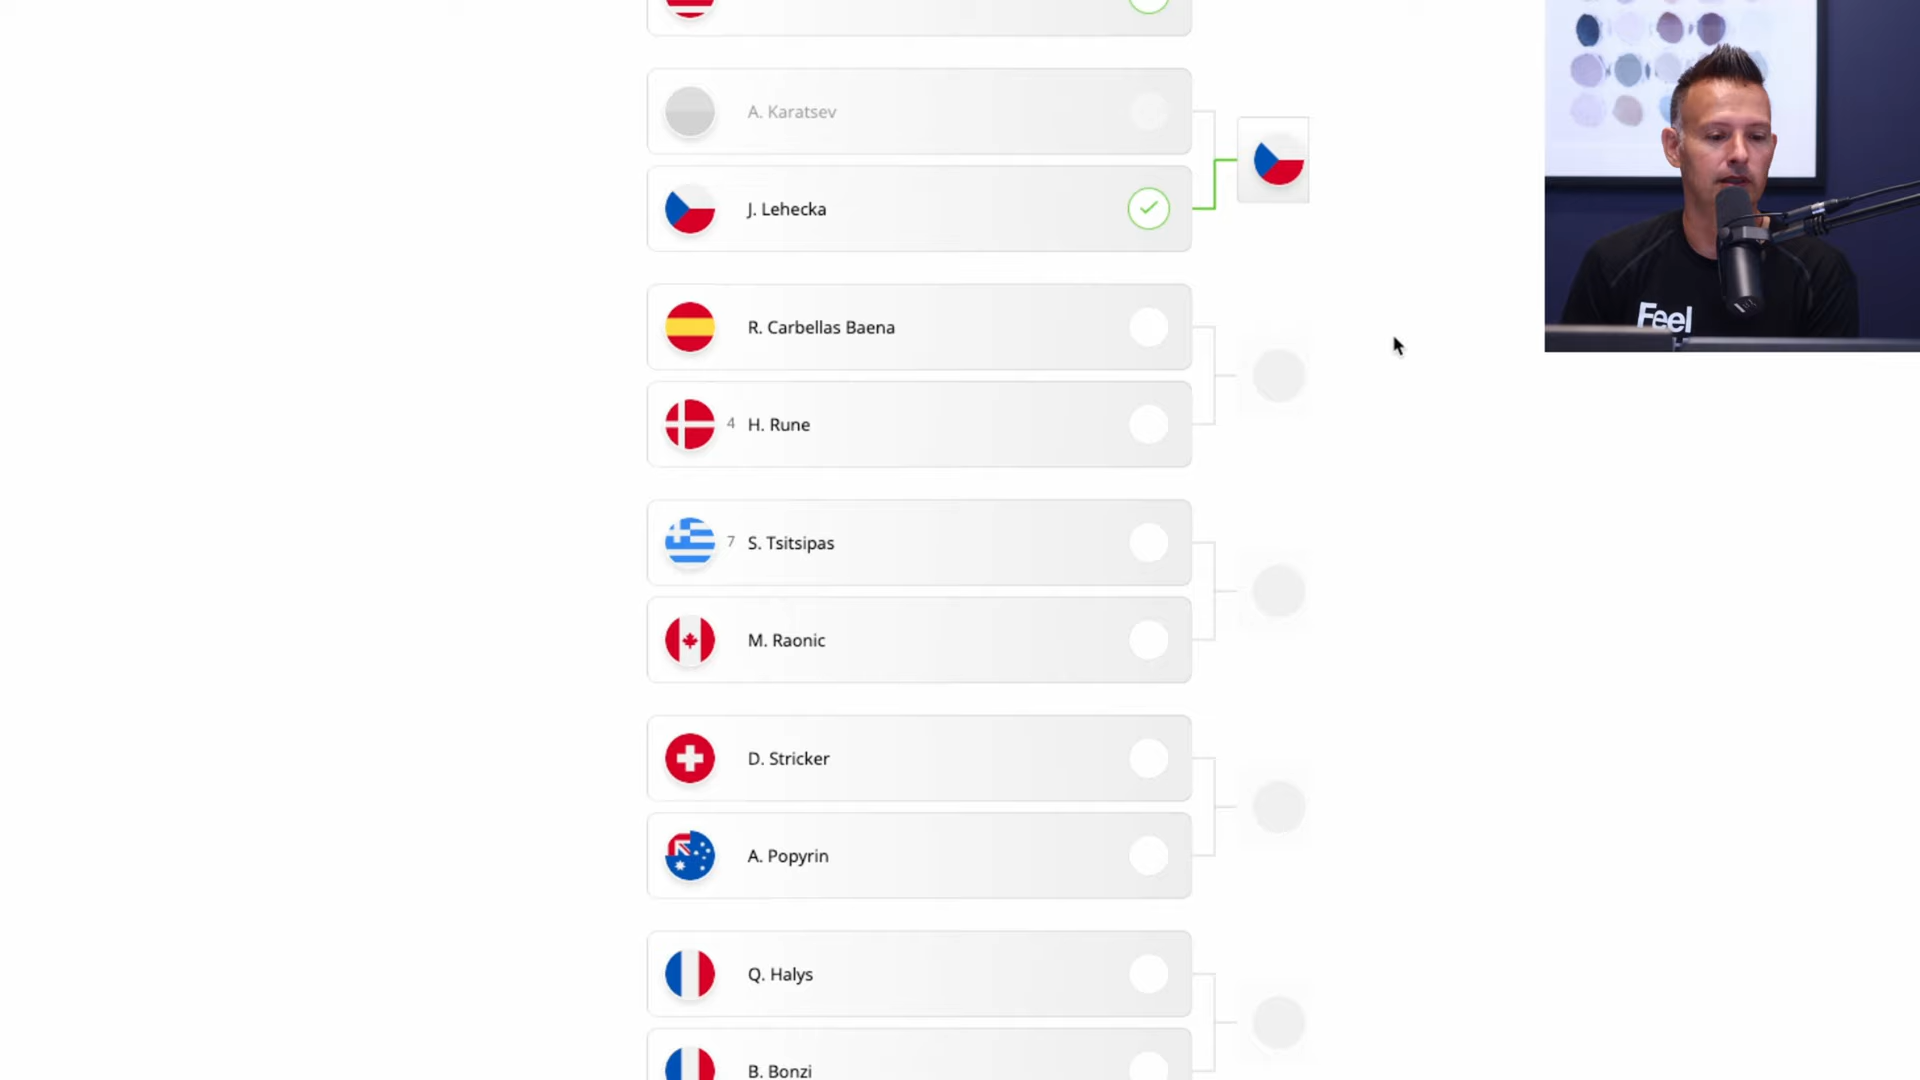 A. Karatsev
J. Lehecka
R. Carbellas Baena
4 H. Rune
7 S. Tsitsipas
M. Raonic
D. Stricker
A. Popyrin
Q. Halys
B. Bonzi
Feel